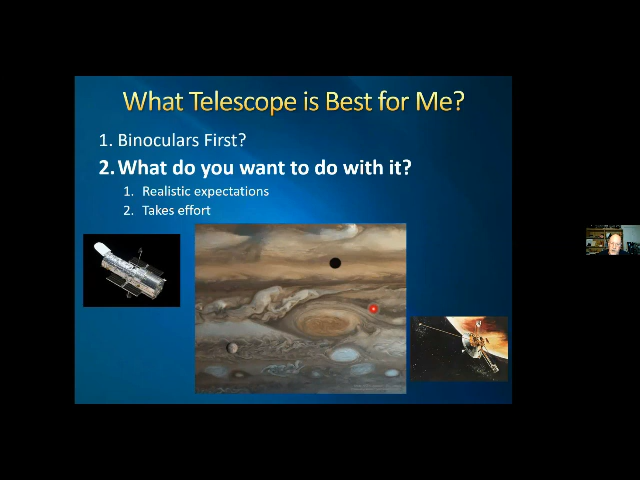 What Telescope is Best for Me?
1. Binoculars First?
2. What do you want to do with it?
1. Realistic expectations
2. Takes effort